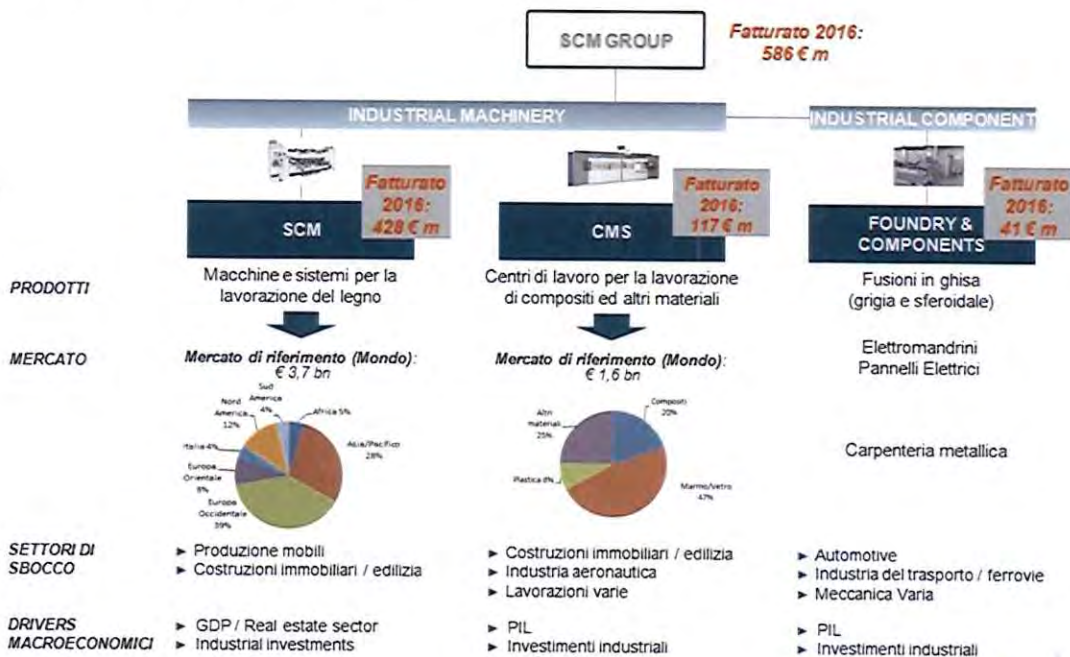 SCM GROUP
Fatturato 2016:
586 € m
INDUSTRIAL MACHINERY
INDUSTRIAL COMPONENT
Fatturato
2016:
428 € m
SCM
Fatturato
2016:
117 € m
CMS
Fatturato
2016:
41 € m
FOUNDRY &
COMPONENTS
PRODOTTI
Macchine e sistemi per la
lavorazione del legno
Centri di lavoro per la lavorazione
di compositi ed altri materiali
Fusioni in ghisa
(grigia e sferoidale)
MERCATO
Mercato di riferimento (Mondo):
€ 3,7 bn
Mercato di riferimento (Mondo):
€ 1,6 bn
Elettromandrini
Pannelli Elettrici
Carpenteria metallica
Sud
America
4%
Nord
America
12%
Africa 5%
Italia 4%
Asia/Pacifico
28%
Europa
Orientale
8%
Europa
Occidentale
39%
Compositi
20%
Altri
materiali
25%
Plastica 8%
Marmo/Vetro
47%
SETTORI DI
SBOCCO
► Produzione mobili
► Costruzioni immobiliari / edilizia
► Costruzioni immobiliari / edilizia
► Industria aeronautica
► Lavorazioni varie
► Automotive
► Industria del trasporto / ferrovie
► Meccanica Varia
DRIVERS
MACROECONOMICI
► GDP / Real estate sector
► Industrial investments
► PIL
► Investimenti industriali
► PIL
► Investimenti industriali